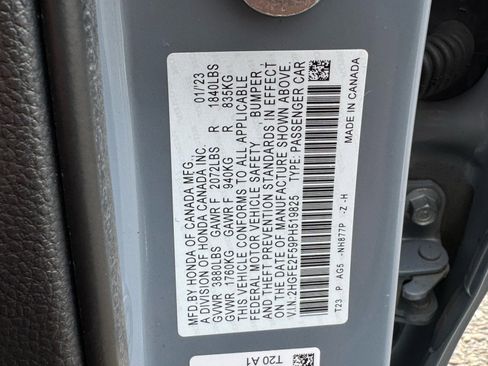 MFD. BY HONDA OF CANADA MFG.,
A DIVISION OF HONDA CANADA INC. 01/23
GVWR 3880LBS GAWR F 2072LBS R 1840LBS
GVWR 1760KG GAWR F 940KG R 835KG
THIS VEHICLE CONFORMS TO ALL APPLICABLE
FEDERAL MOTOR VEHICLE SAFETY BUMPER
AND THEFT PREVENTION STANDARDS IN EFFECT
ON THE DATE OF MANUFACTURE SHOWN ABOVE.
V.I.N.:2HGFE2F59PH519825 TYPE: PASSENGER CAR
MADE IN CANADA
T23 P AG5 -NH877P -Z -H
T20 A1